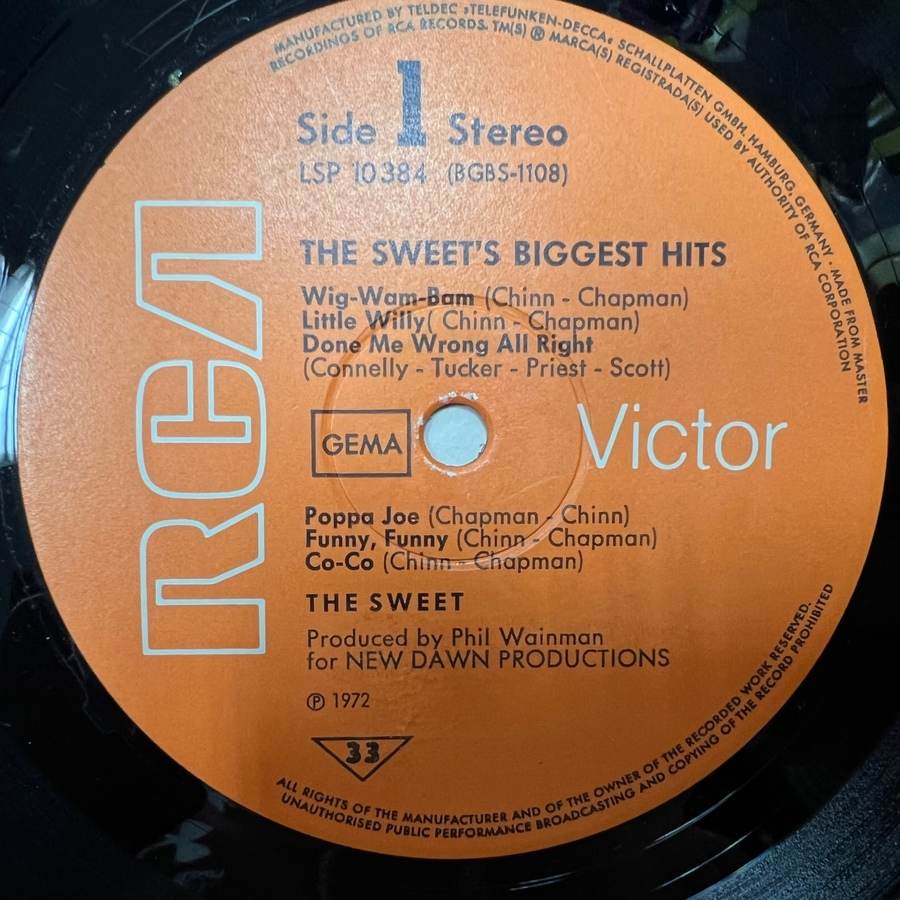 MANUFACTURED BY TELDEC »TELEFUNKEN-DECCA« SCHALLPLATTEN GMBH, HAMBURG, GERMANY · MADE FROM MASTER
RECORDINGS OF RCA RECORDS. TM(S) ® MARCA(S) REGISTRADA(S) USED BY AUTHORITY OF RCA CORPORATION
Side 1 Stereo
LSP 10384 (BGBS-1108)
RCA
THE SWEET'S BIGGEST HITS
Wig-Wam-Bam (Chinn - Chapman)
Little Willy( Chinn - Chapman)
Done Me Wrong All Right
(Connelly - Tucker - Priest - Scott)
GEMA
Victor
Poppa Joe (Chapman - Chinn)
Funny, Funny (Chinn - Chapman)
Co-Co (Chinn - Chapman)
THE SWEET
Produced by Phil Wainman
for NEW DAWN PRODUCTIONS
℗ 1972
33
ALL RIGHTS OF THE MANUFACTURER AND OF THE OWNER OF THE RECORDED WORK RESERVED.
UNAUTHORISED PUBLIC PERFORMANCE BROADCASTING AND COPYING OF THE RECORD PROHIBITED